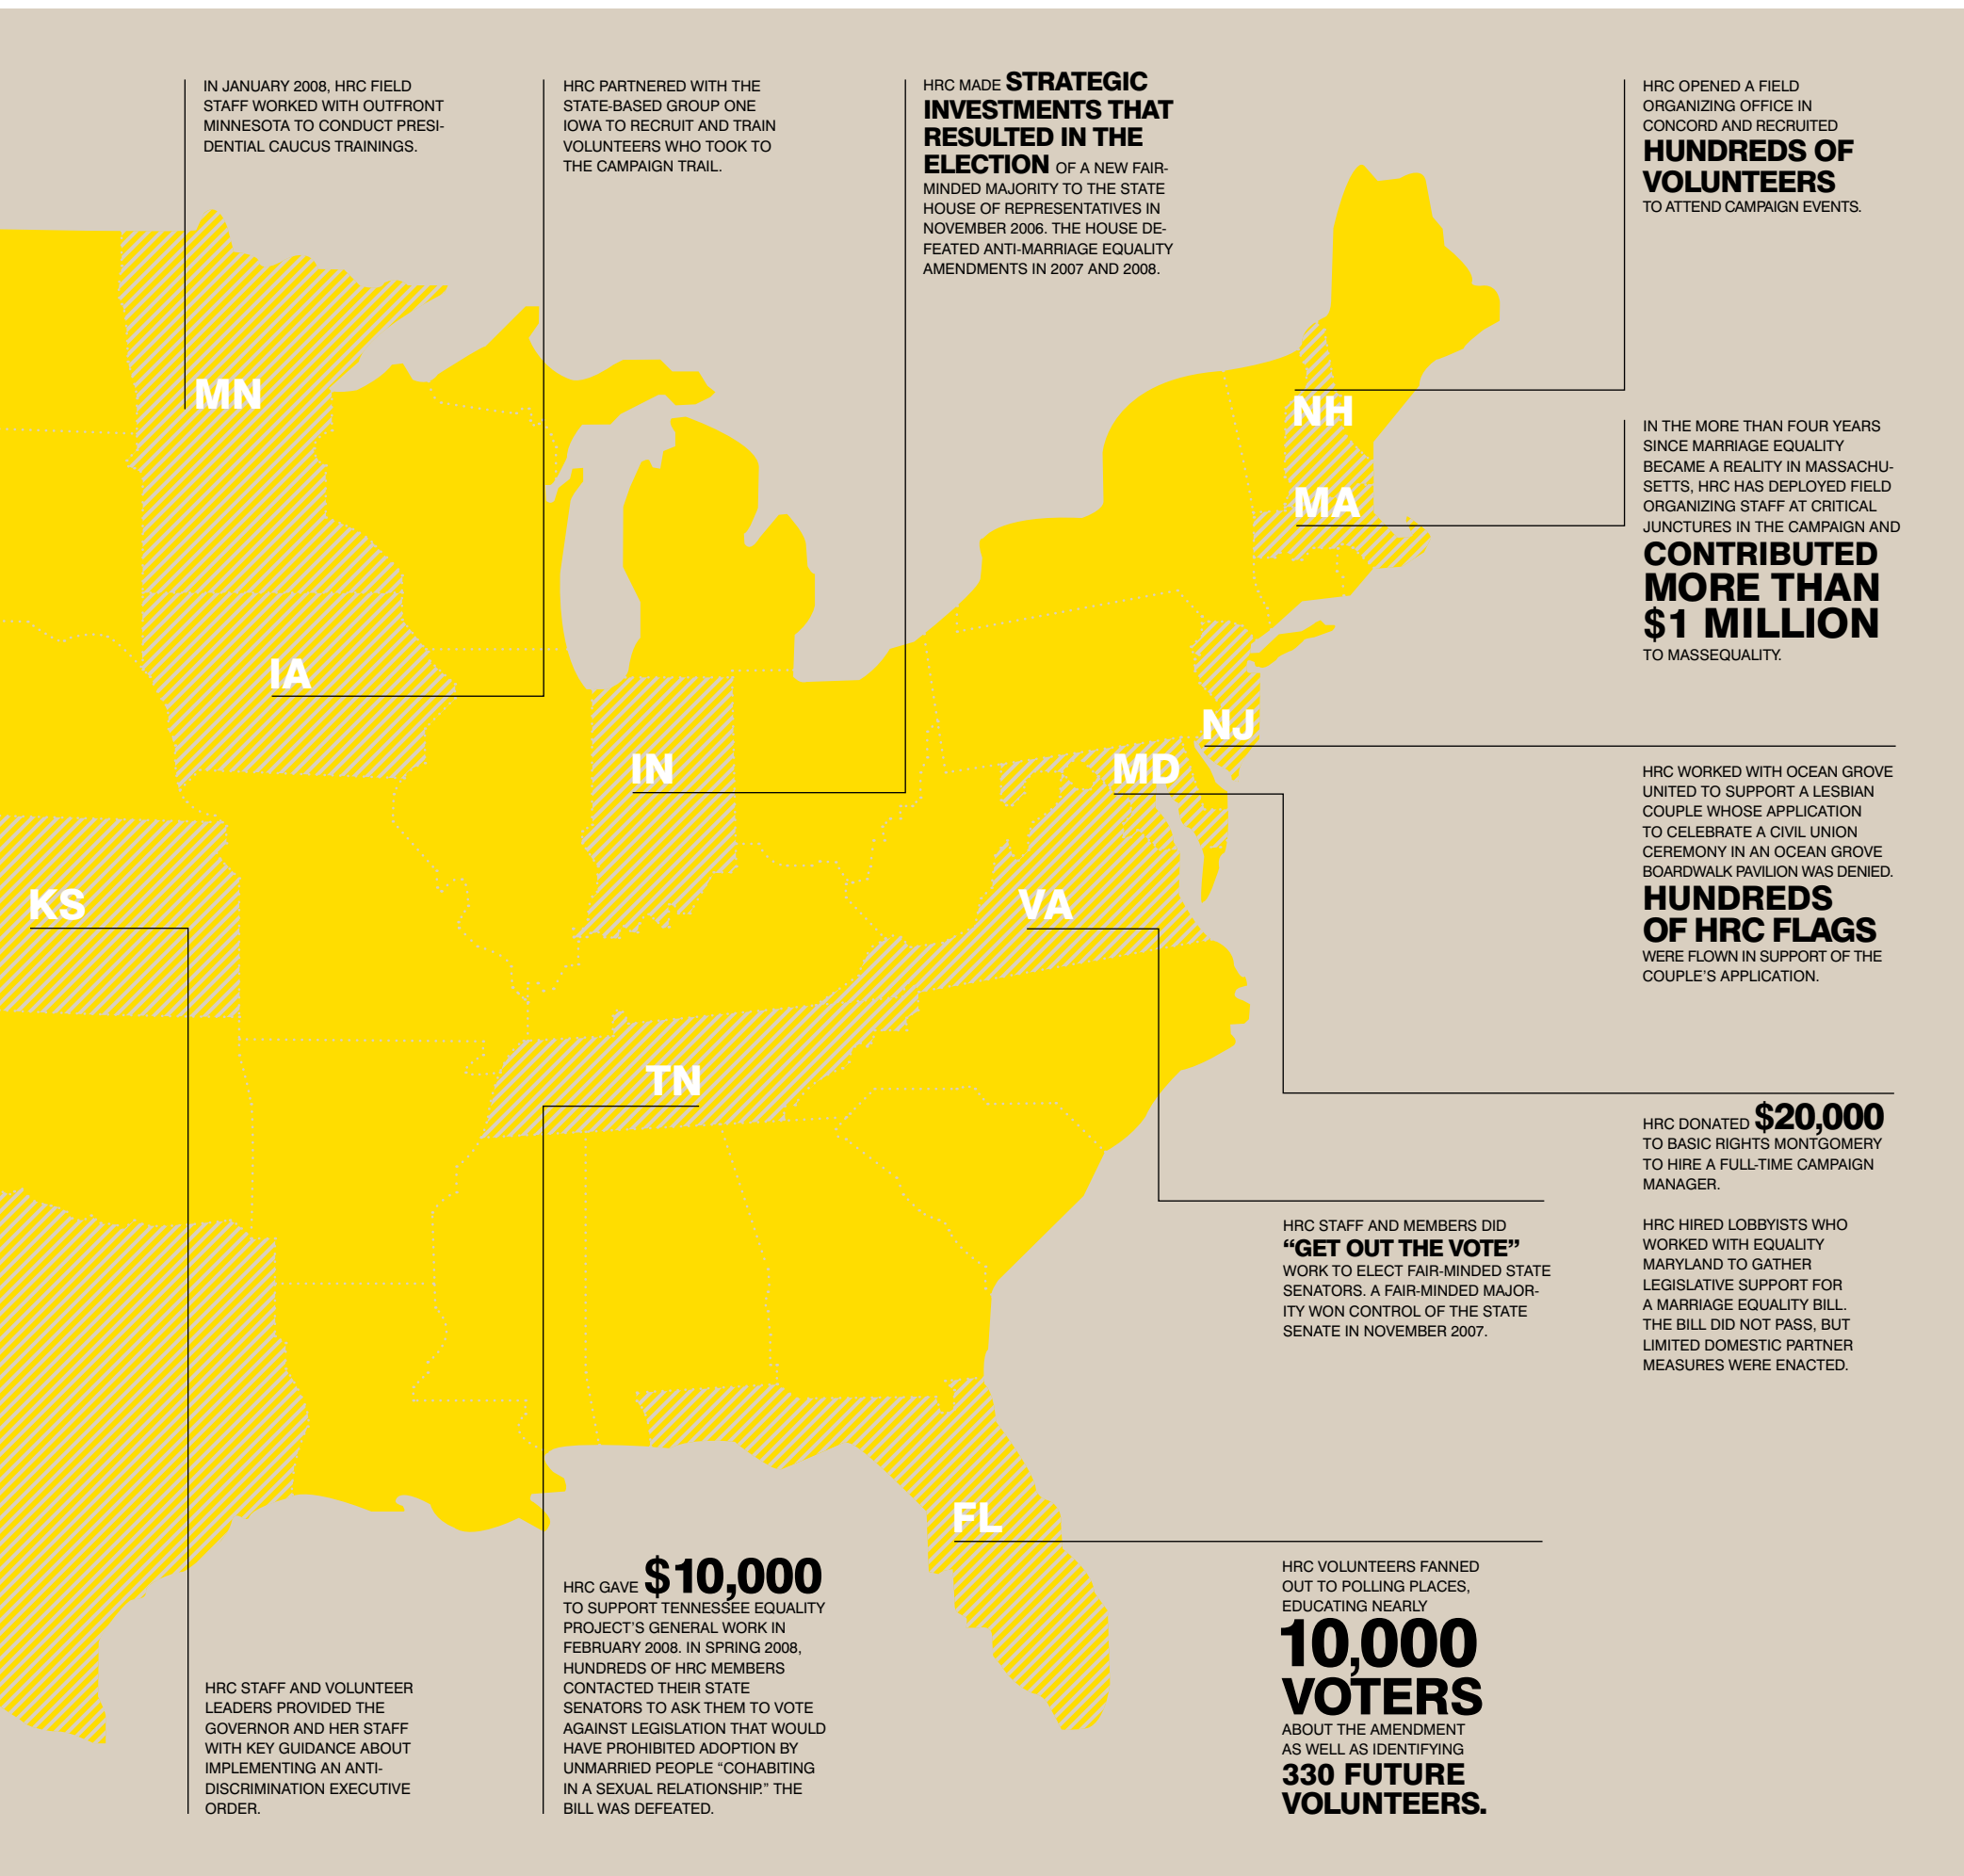 IN JANUARY 2008, HRC FIELD
STAFF WORKED WITH OUTFRONT
MINNESOTA TO CONDUCT PRESI-
DENTIAL CAUCUS TRAININGS.
HRC PARTNERED WITH THE
STATE-BASED GROUP ONE
IOWA TO RECRUIT AND TRAIN
VOLUNTEERS WHO TOOK TO
THE CAMPAIGN TRAIL.
HRC MADE STRATEGIC
INVESTMENTS THAT
RESULTED IN THE
ELECTION OF A NEW FAIR-
MINDED MAJORITY TO THE STATE
HOUSE OF REPRESENTATIVES IN
NOVEMBER 2006. THE HOUSE DE-
FEATED ANTI-MARRIAGE EQUALITY
AMENDMENTS IN 2007 AND 2008.
HRC OPENED A FIELD
ORGANIZING OFFICE IN
CONCORD AND RECRUITED
HUNDREDS OF
VOLUNTEERS
TO ATTEND CAMPAIGN EVENTS.
MN
NH
IN THE MORE THAN FOUR YEARS
SINCE MARRIAGE EQUALITY
BECAME A REALITY IN MASSACHU-
SETTS, HRC HAS DEPLOYED FIELD
ORGANIZING STAFF AT CRITICAL
JUNCTURES IN THE CAMPAIGN AND
CONTRIBUTED
MORE THAN
$1 MILLION
TO MASSEQUALITY.
MA
IA
NJ
IN
MD
HRC WORKED WITH OCEAN GROVE
UNITED TO SUPPORT A LESBIAN
COUPLE WHOSE APPLICATION
TO CELEBRATE A CIVIL UNION
CEREMONY IN AN OCEAN GROVE
BOARDWALK PAVILION WAS DENIED.
HUNDREDS
OF HRC FLAGS
WERE FLOWN IN SUPPORT OF THE
COUPLE'S APPLICATION.
KS
VA
TN
HRC DONATED $20,000
TO BASIC RIGHTS MONTGOMERY
TO HIRE A FULL-TIME CAMPAIGN
MANAGER.
HRC HIRED LOBBYISTS WHO
WORKED WITH EQUALITY
MARYLAND TO GATHER
LEGISLATIVE SUPPORT FOR
A MARRIAGE EQUALITY BILL.
THE BILL DID NOT PASS, BUT
LIMITED DOMESTIC PARTNER
MEASURES WERE ENACTED.
HRC STAFF AND MEMBERS DID
“GET OUT THE VOTE”
WORK TO ELECT FAIR-MINDED STATE
SENATORS. A FAIR-MINDED MAJOR-
ITY WON CONTROL OF THE STATE
SENATE IN NOVEMBER 2007.
FL
HRC STAFF AND VOLUNTEER
LEADERS PROVIDED THE
GOVERNOR AND HER STAFF
WITH KEY GUIDANCE ABOUT
IMPLEMENTING AN ANTI-
DISCRIMINATION EXECUTIVE
ORDER.
HRC GAVE $10,000
TO SUPPORT TENNESSEE EQUALITY
PROJECT'S GENERAL WORK IN
FEBRUARY 2008. IN SPRING 2008,
HUNDREDS OF HRC MEMBERS
CONTACTED THEIR STATE
SENATORS TO ASK THEM TO VOTE
AGAINST LEGISLATION THAT WOULD
HAVE PROHIBITED ADOPTION BY
UNMARRIED PEOPLE “COHABITING
IN A SEXUAL RELATIONSHIP.” THE
BILL WAS DEFEATED.
HRC VOLUNTEERS FANNED
OUT TO POLLING PLACES,
EDUCATING NEARLY
10,000
VOTERS
ABOUT THE AMENDMENT
AS WELL AS IDENTIFYING
330 FUTURE
VOLUNTEERS.